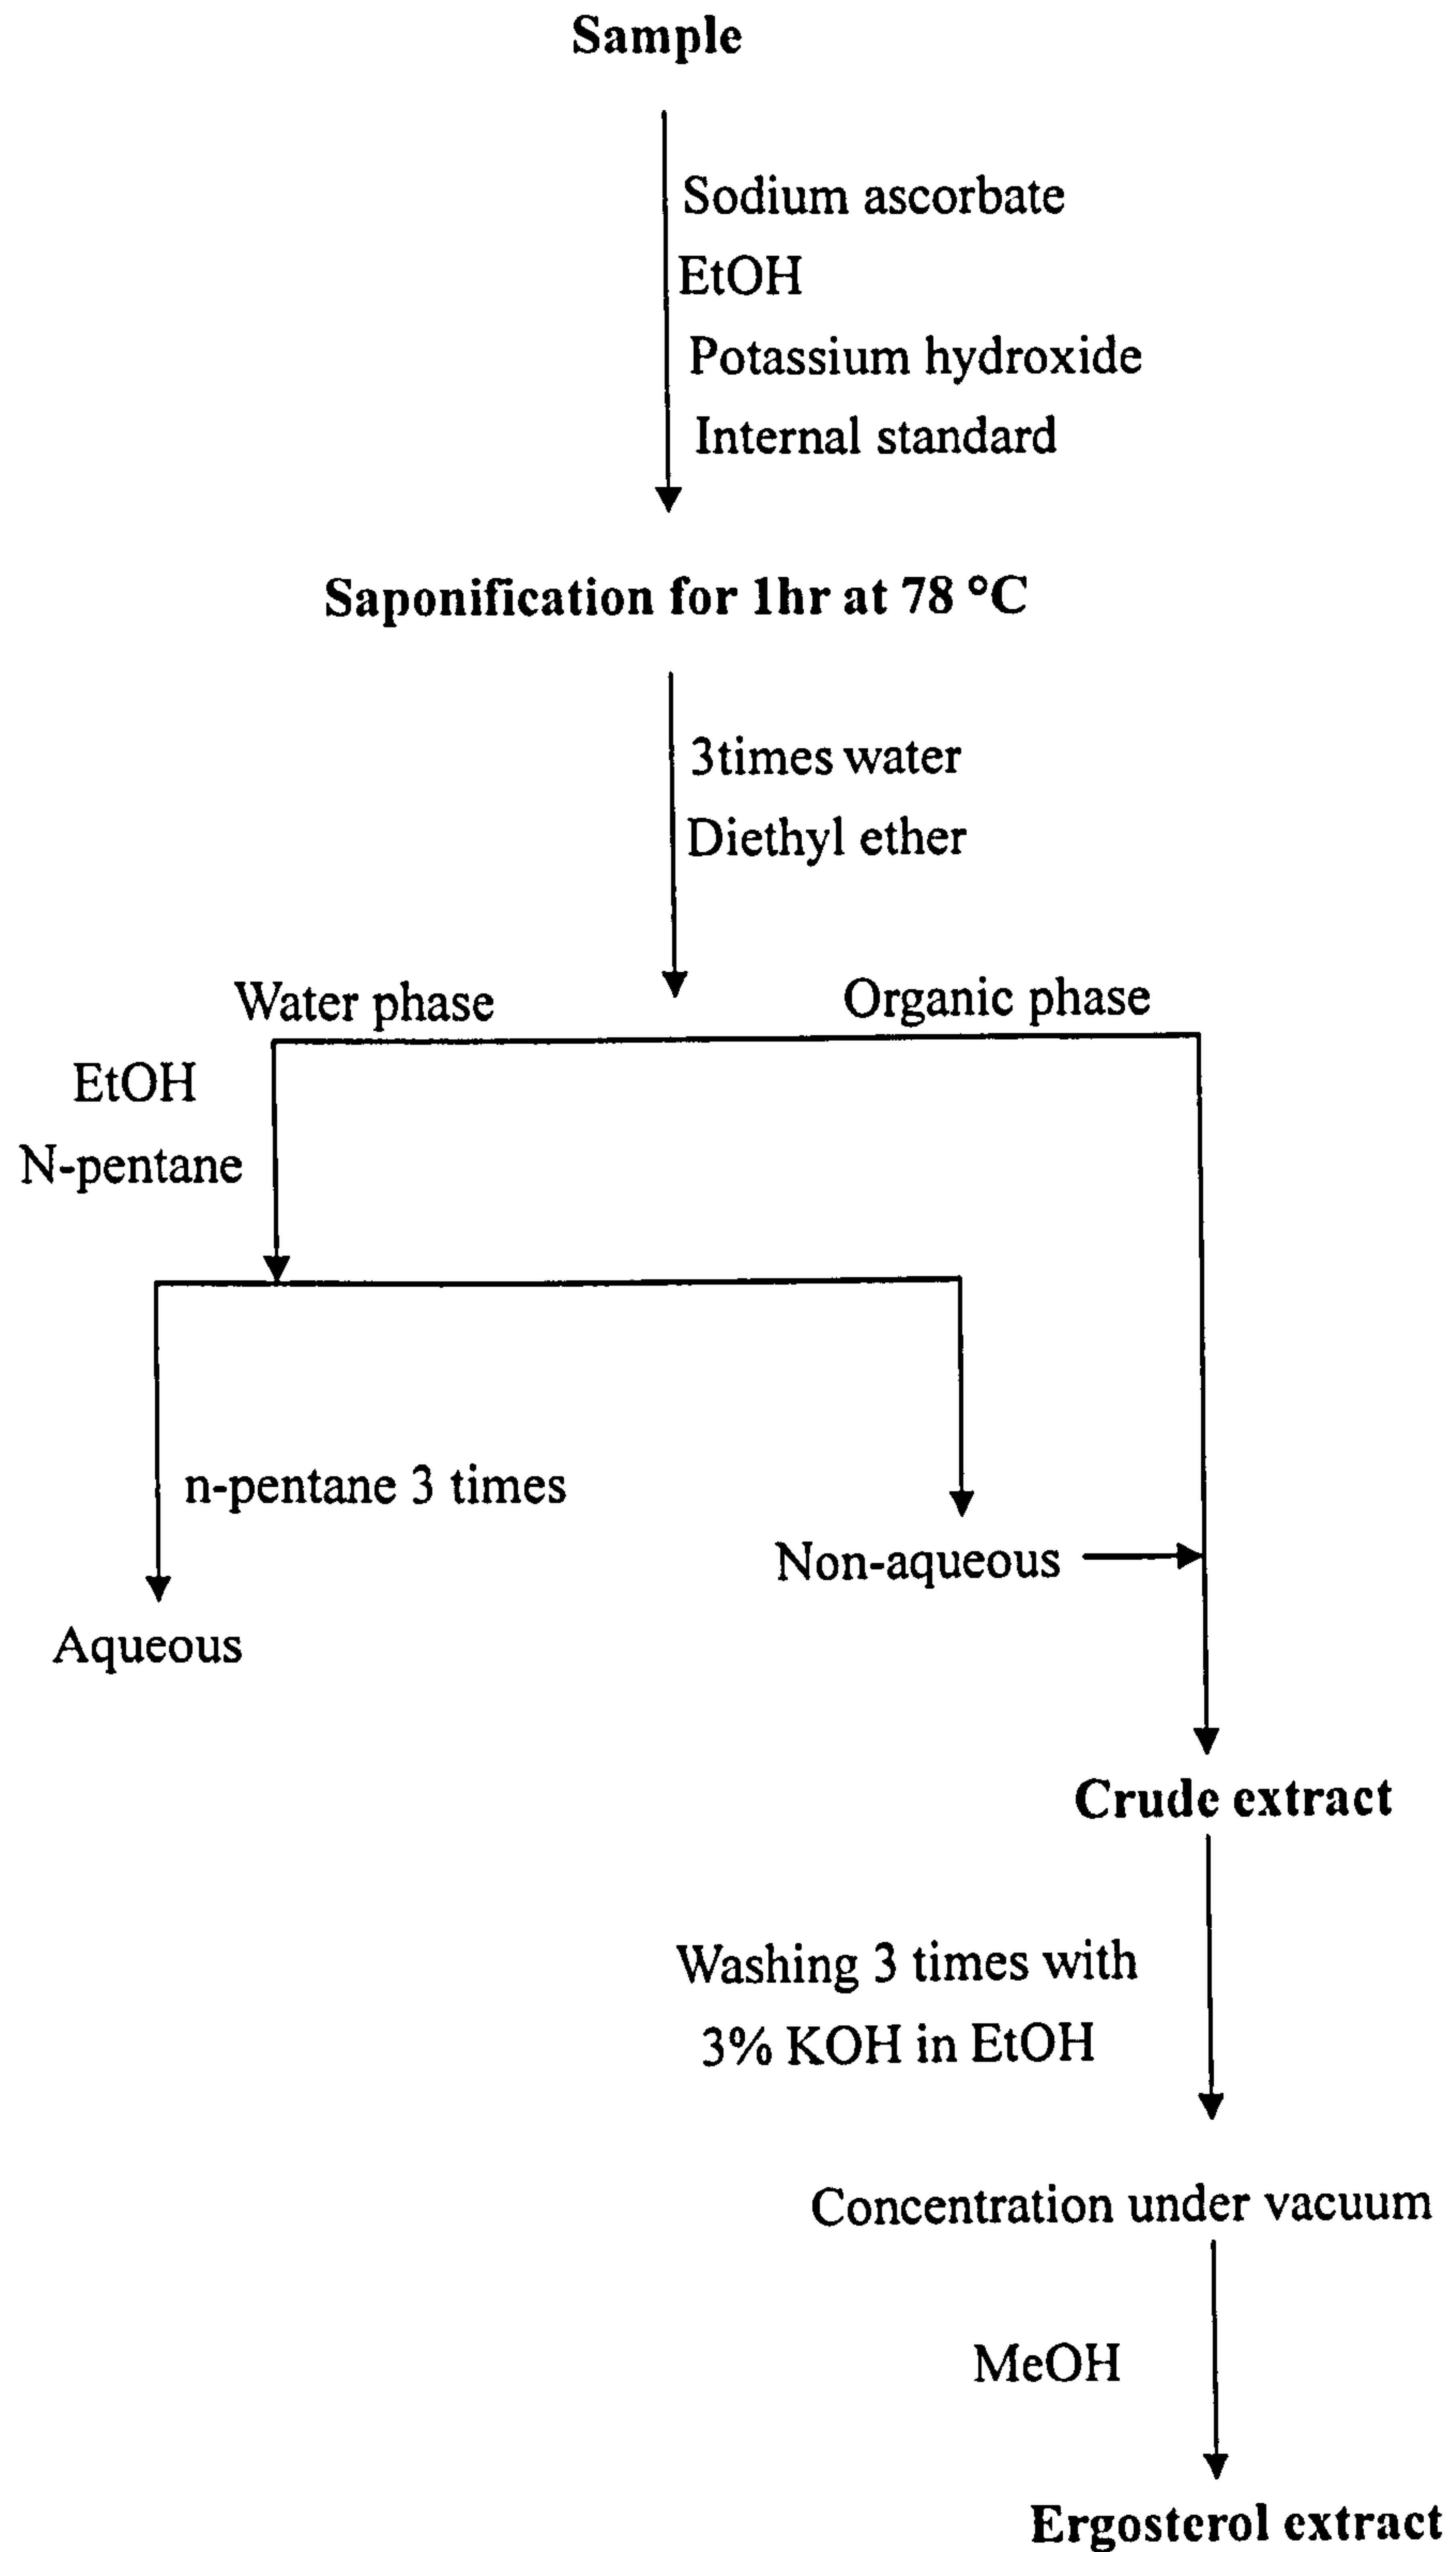 Sample
Sodium ascorbate
EtOH
Potassium hydroxide
Internal standard
Saponification for 1hr at 78 °C
3times water
Diethyl ether
Water phase
Organic phase
EtOH
N-pentane
n-pentane 3 times
Non-aqueous
Aqueous
Crude extract
Washing 3 times with
3% KOH in EtOH
Concentration under vacuum
MeOH
Ergosterol extract